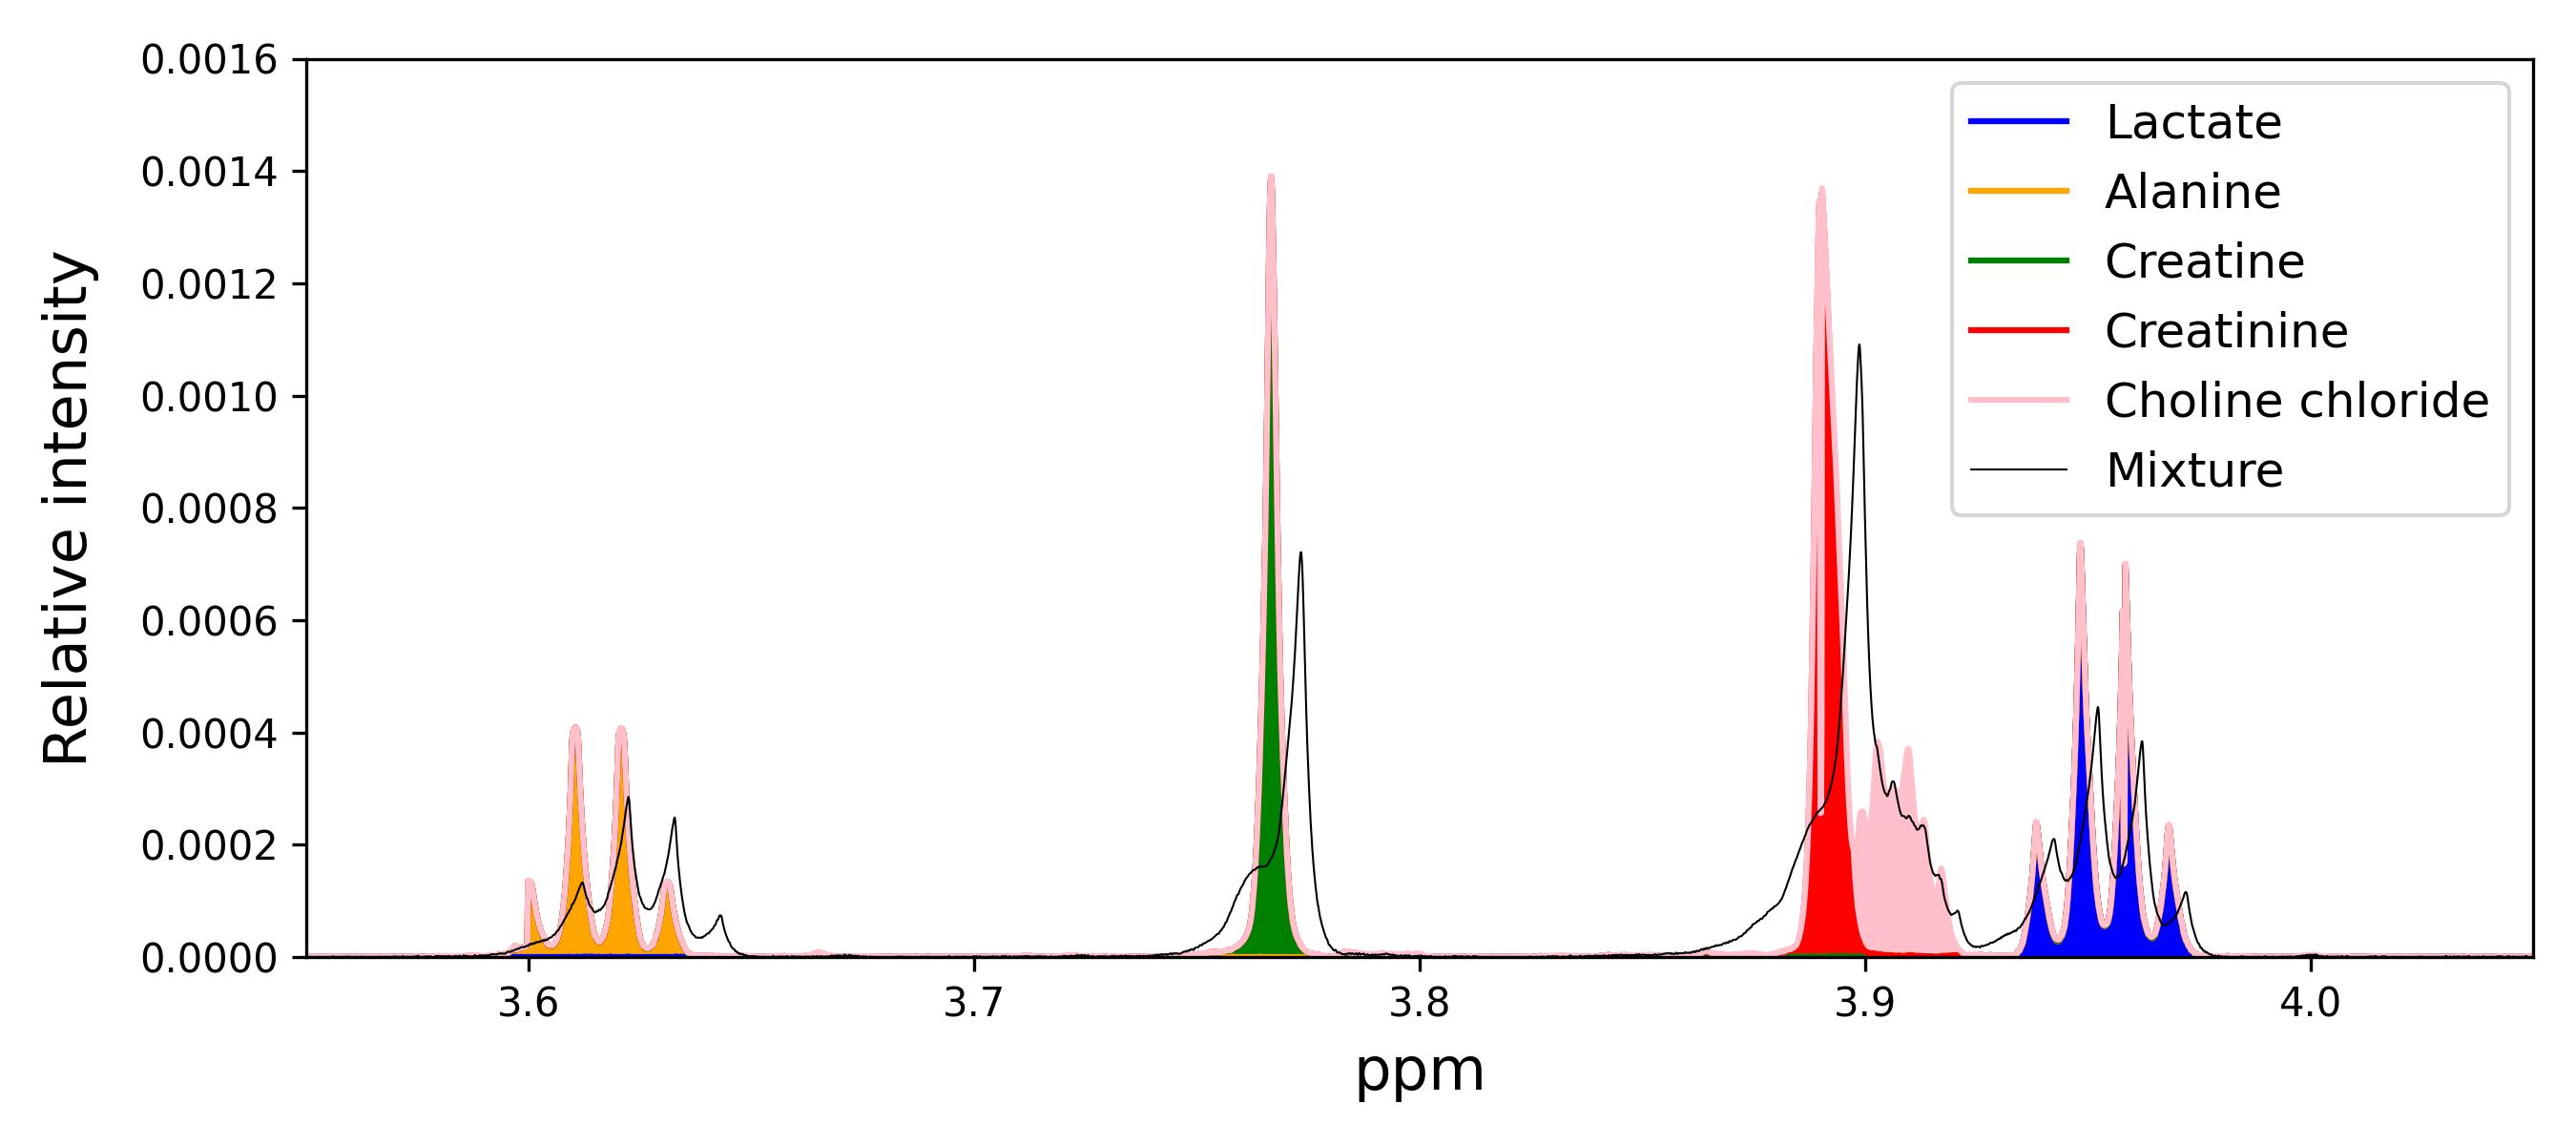 0.0016
0.0014
0.0012
0.0010
0.0008
0.0006
0.0004
0.0002
0.0000
Relative intensity
Lactate
Alanine
Creatine
Creatinine
Choline chloride
Mixture
3.6 3.7 3.8 3.9 4.0
ppm